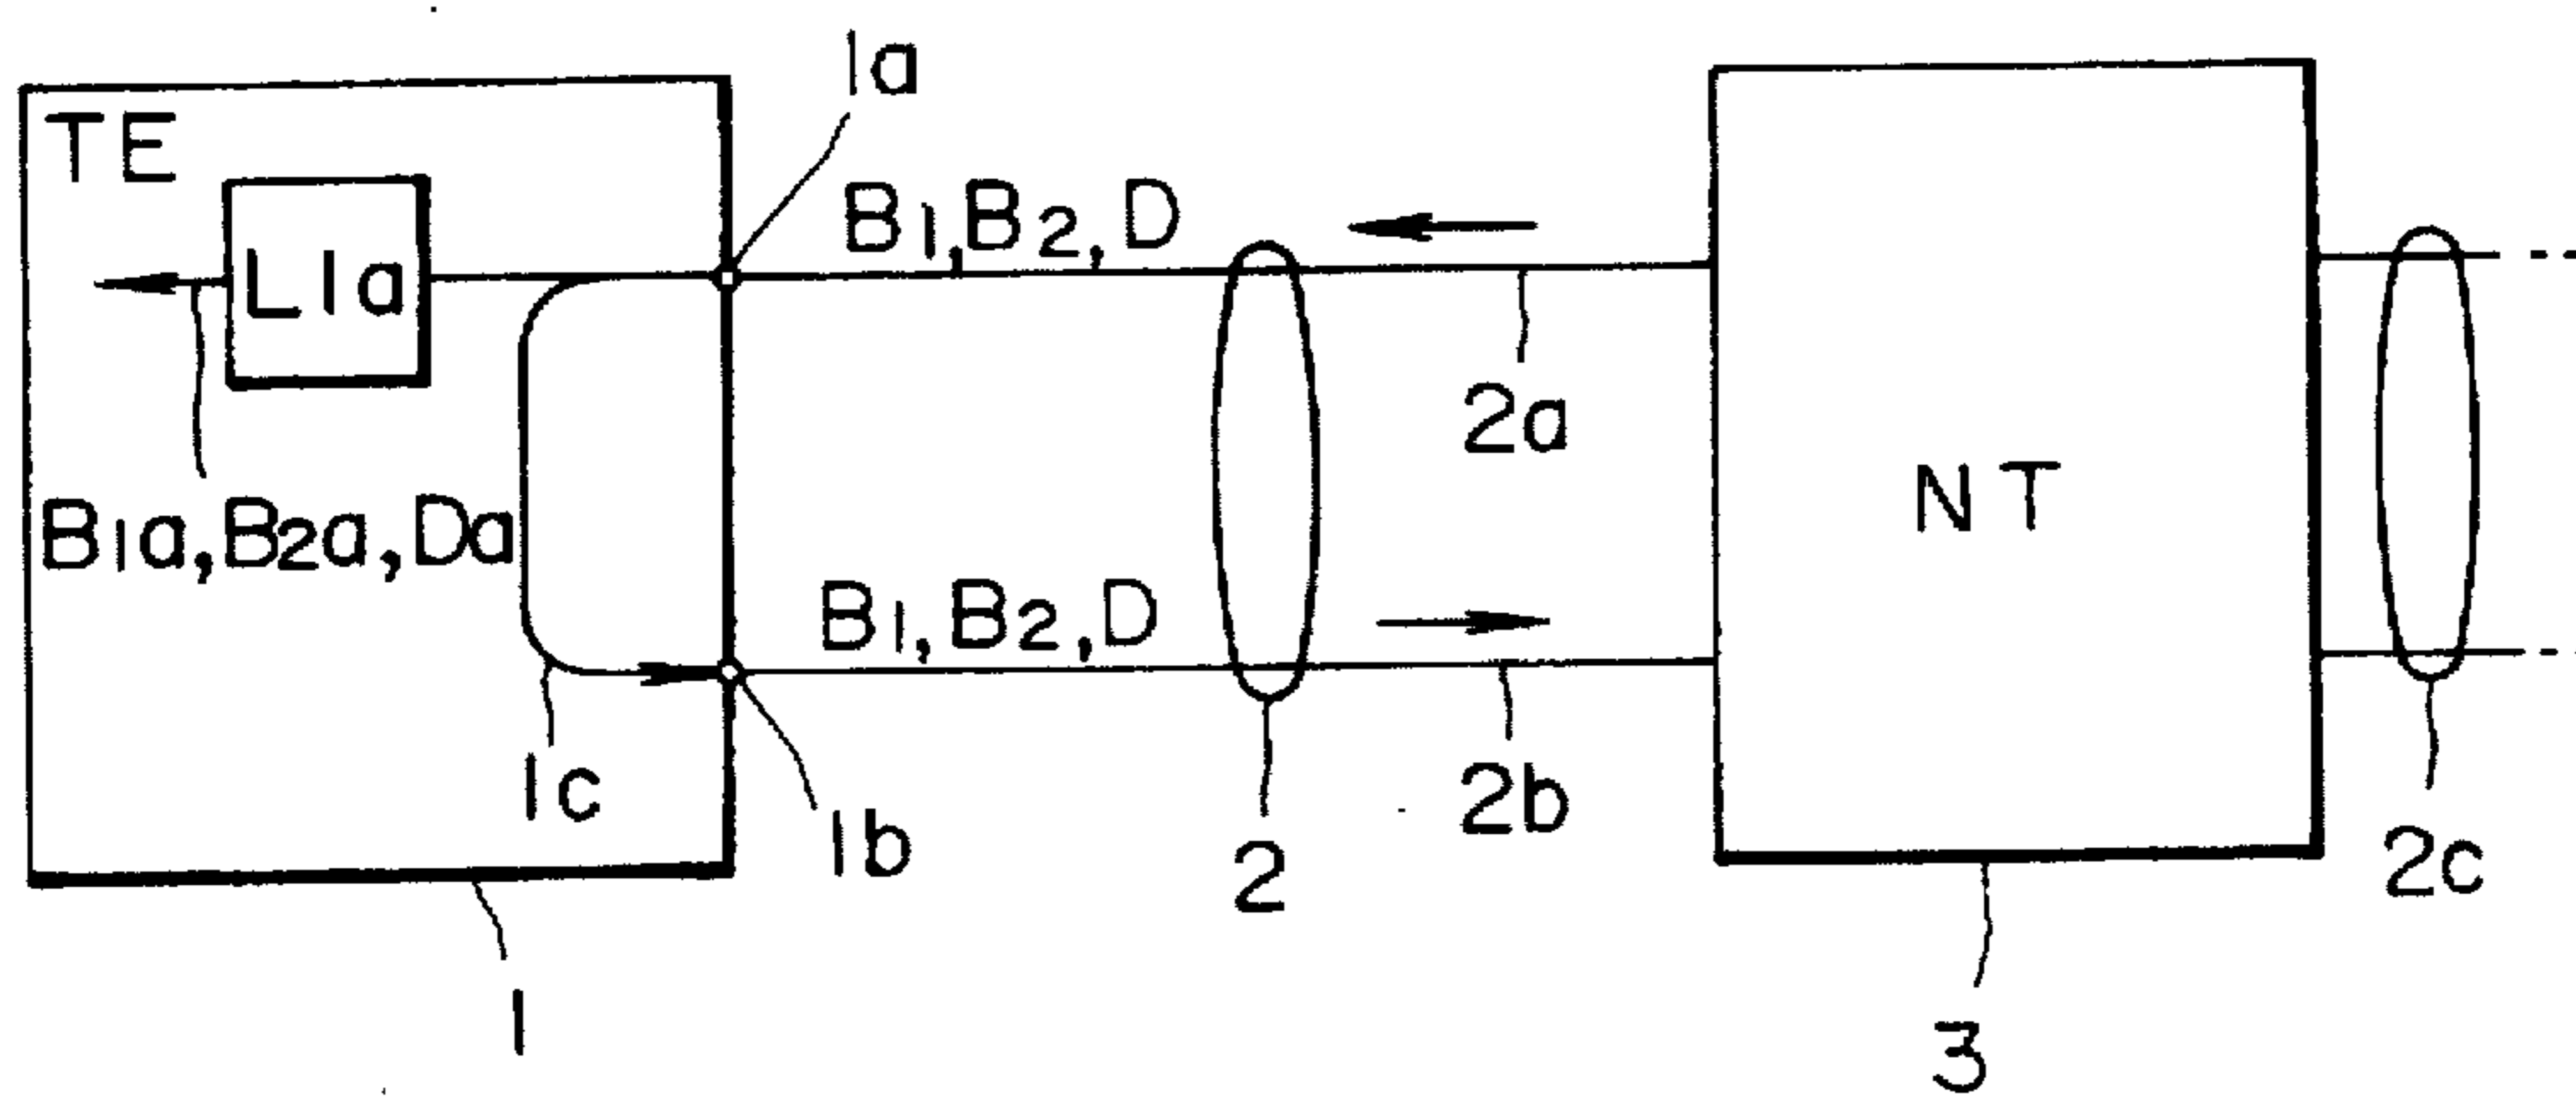 1a
TE
B1, B2, D
L1a
2a
NT
B1a, B2a, Da
B1, B2, D
1c
1b
2b
2
2c
1
3